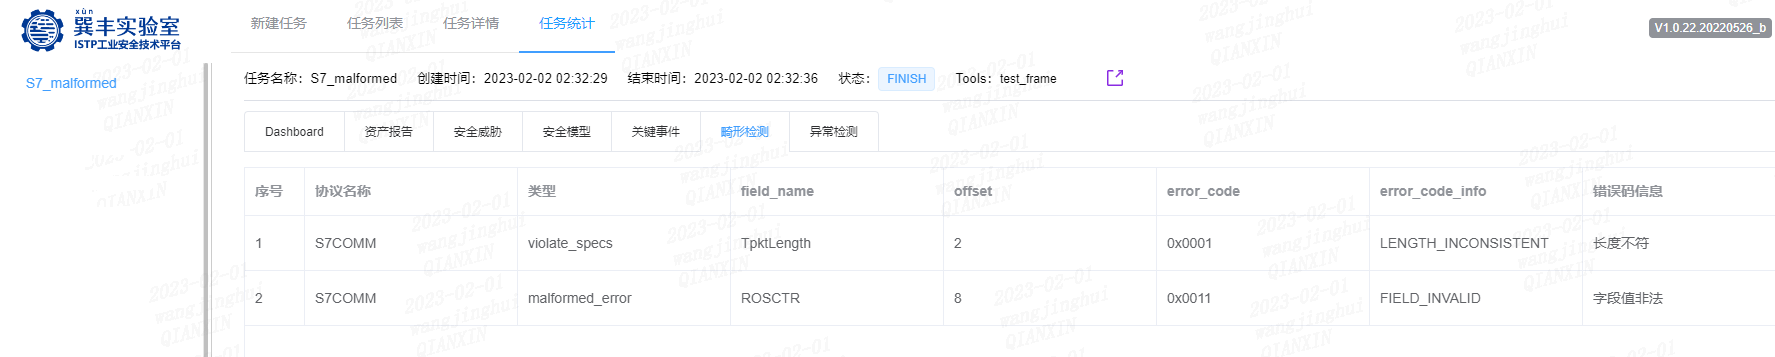 xùn
巽丰实验室
ISTP工业安全技术平台
新建任务 任务列表 任务详情 任务统计
V1.0.22.20220526_b
S7_malformed
任务名称：S7_malformed 创建时间：2023-02-02 02:32:29 结束时间：2023-02-02 02:32:36 状态： FINISH Tools：test_frame
Dashboard 资产报告 安全威胁 安全模型 关键事件 畸形检测 异常检测
序号 协议名称 类型 field_name offset error_code error_code_info 错误码信息
1 S7COMM violate_specs TpktLength 2 0x0001 LENGTH_INCONSISTENT 长度不符
2 S7COMM malformed_error ROSCTR 8 0x0011 FIELD_INVALID 字段值非法
2023-02-01
wangjinghui
QIANXIN